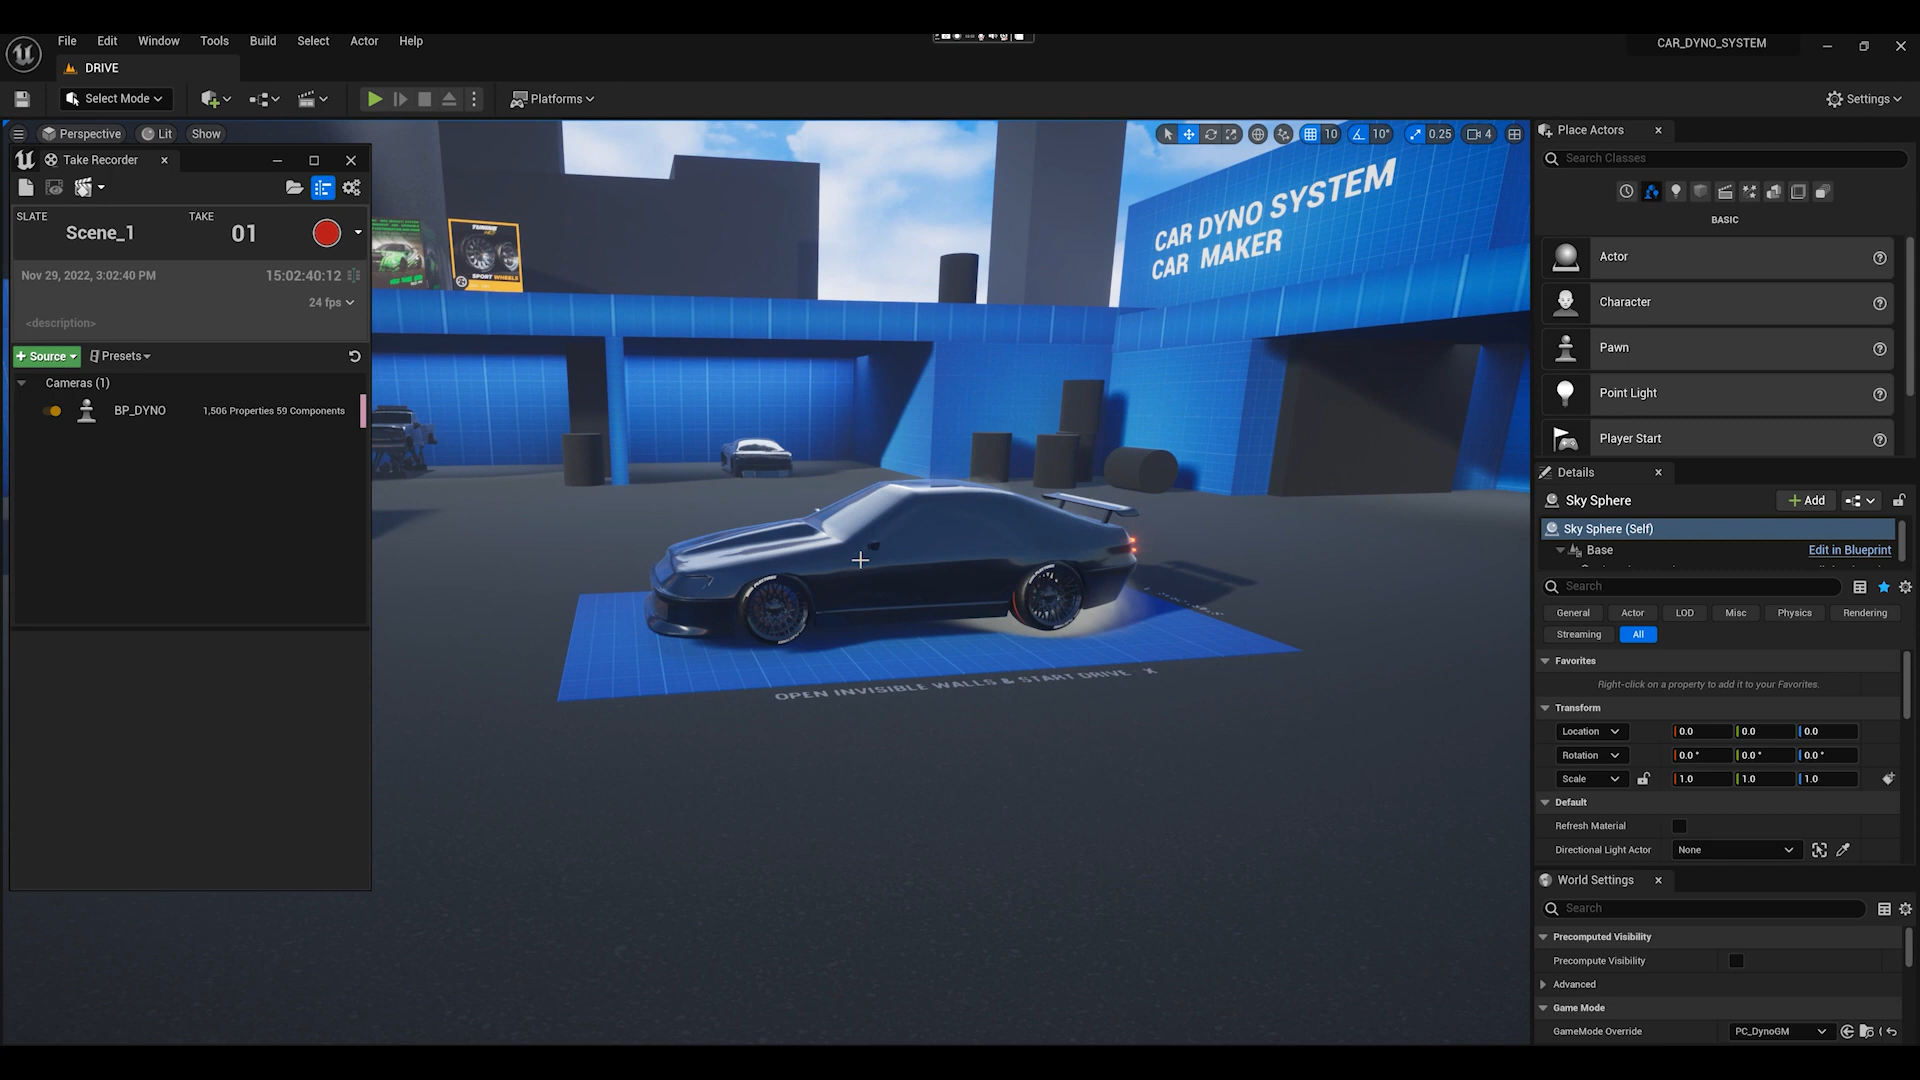 File Edit Window Tools Build Select Actor Help
CAR_DYNO_SYSTEM
DRIVE
Select Mode
Platforms
Settings
Perspective Lit Show
10 10° 0.25 4
Take Recorder
SLATE TAKE
Scene_1 01
Nov 29, 2022, 3:02:40 PM 15:02:40:12
24 fps
<description>
+ Source Presets
Cameras (1)
BP_DYNO 1,506 Properties 59 Components
SPORT WHEELS
CAR DYNO SYSTEM
CAR MAKER
OPEN INVISIBLE WALLS & START DRIVE X
Place Actors
Search Classes
BASIC
Actor
Character
Pawn
Point Light
Player Start
Details
Sky Sphere + Add
Sky Sphere (Self)
Base Edit in Blueprint
Search
General Actor LOD Misc Physics Rendering
Streaming All
Favorites
Right-click on a property to add it to your Favorites.
Transform
Location 0.0 0.0 0.0
Rotation 0.0 ° 0.0 ° 0.0 °
Scale 1.0 1.0 1.0
Default
Refresh Material
Directional Light Actor None
World Settings
Search
Precomputed Visibility
Precompute Visibility
Advanced
Game Mode
GameMode Override PC_DynoGM